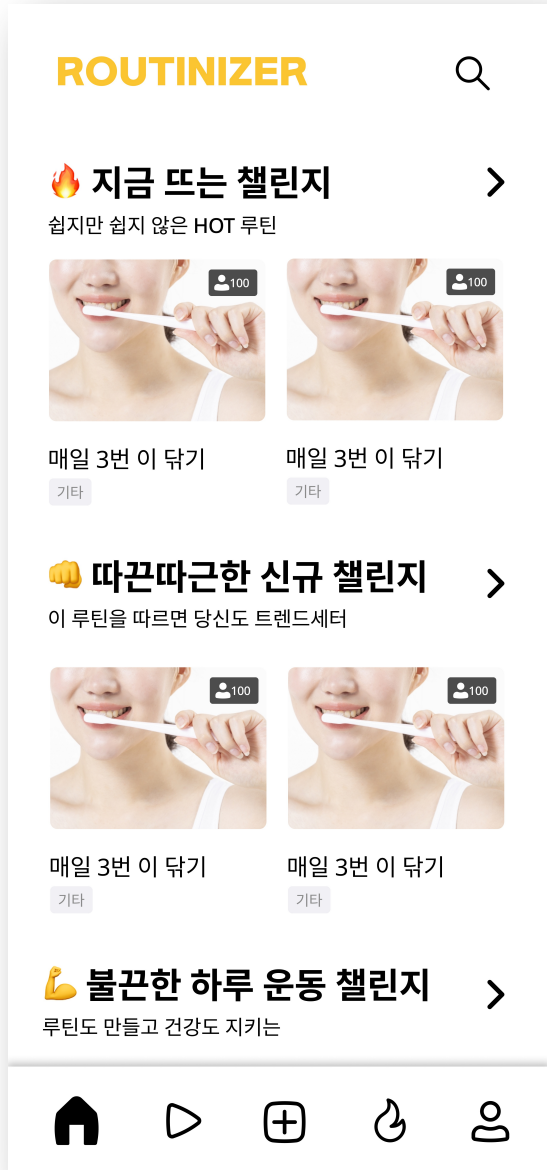 ROUTINIZER
🔥 지금 뜨는 챌린지
쉽지만 쉽지 않은 HOT 루틴
100
100
매일 3번 이 닦기
매일 3번 이 닦기
기타
기타
👊 따끈따근한 신규 챌린지
이 루틴을 따르면 당신도 트렌드세터
100
100
매일 3번 이 닦기
매일 3번 이 닦기
기타
기타
💪 불끈한 하루 운동 챌린지
루틴도 만들고 건강도 지키는